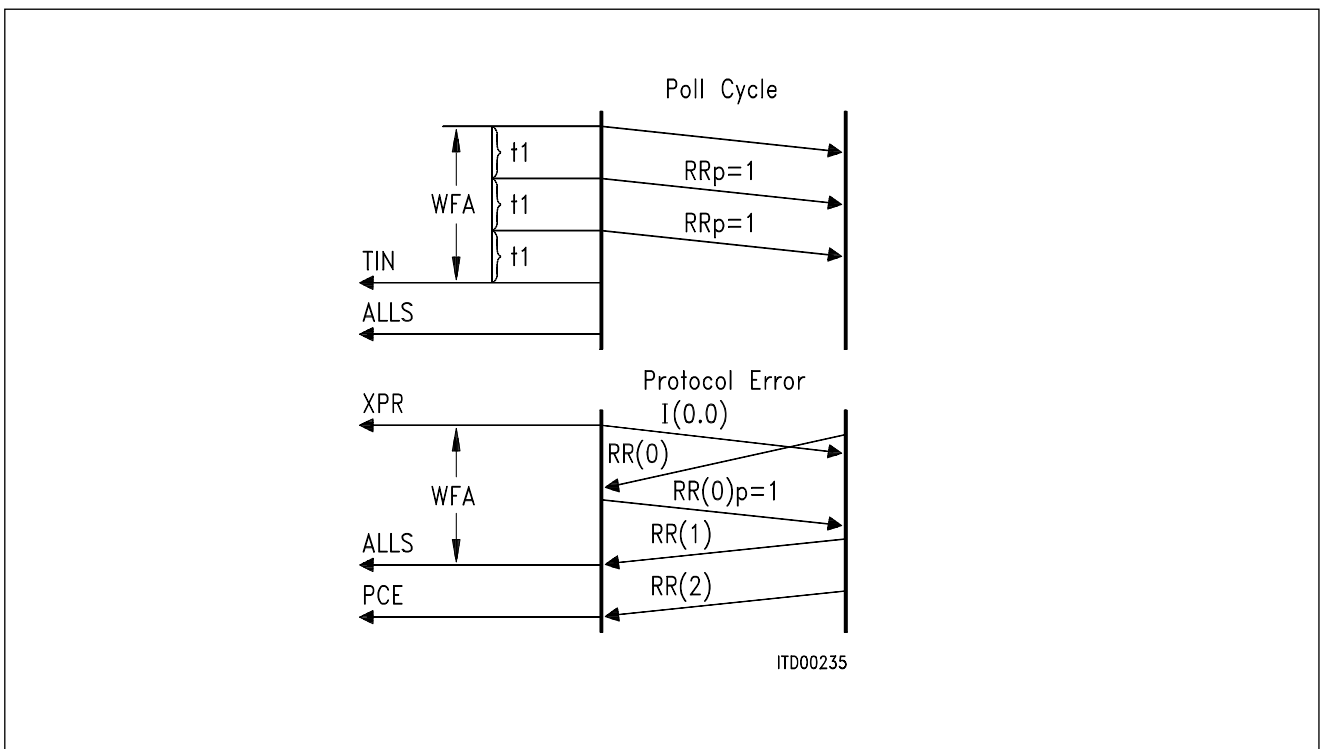 Poll Cycle
t1
RRp=1
WFA
t1
RRp=1
TIN
t1
ALLS
Protocol Error
XPR
I(0.0)
RR(0)
WFA
RR(0)p=1
ALLS
RR(1)
PCE
RR(2)
ITD00235